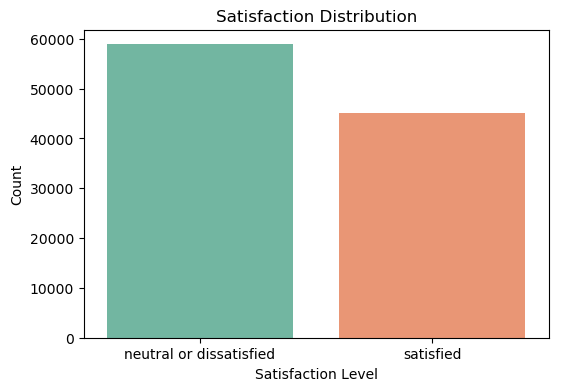 Satisfaction Distribution
Count
60000
50000
40000
30000
20000
10000
0
neutral or dissatisfied
satisfied
Satisfaction Level